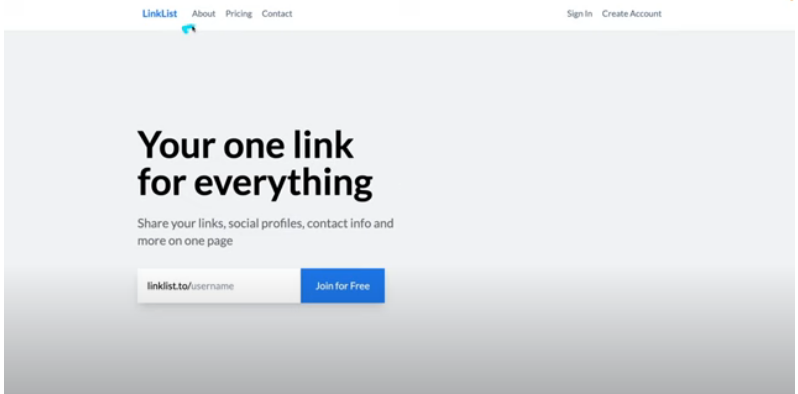 LinkList About Pricing Contact Sign In Create Account
Your one link
for everything
Share your links, social profiles, contact info and
more on one page
linklist.to/username Join for Free